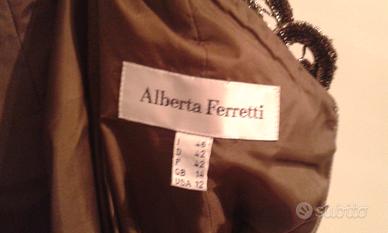 Alberta Ferretti
I 46
D 42
F 42
GB 14
USA 12
subito